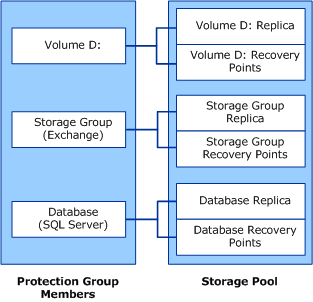 Volume D:
Volume D: Replica
Volume D: Recovery
Points
Storage Group
(Exchange)
Storage Group
Replica
Storage Group
Recovery Points
Database
(SQL Server)
Database Replica
Database Recovery
Points
Protection Group
Members
Storage Pool